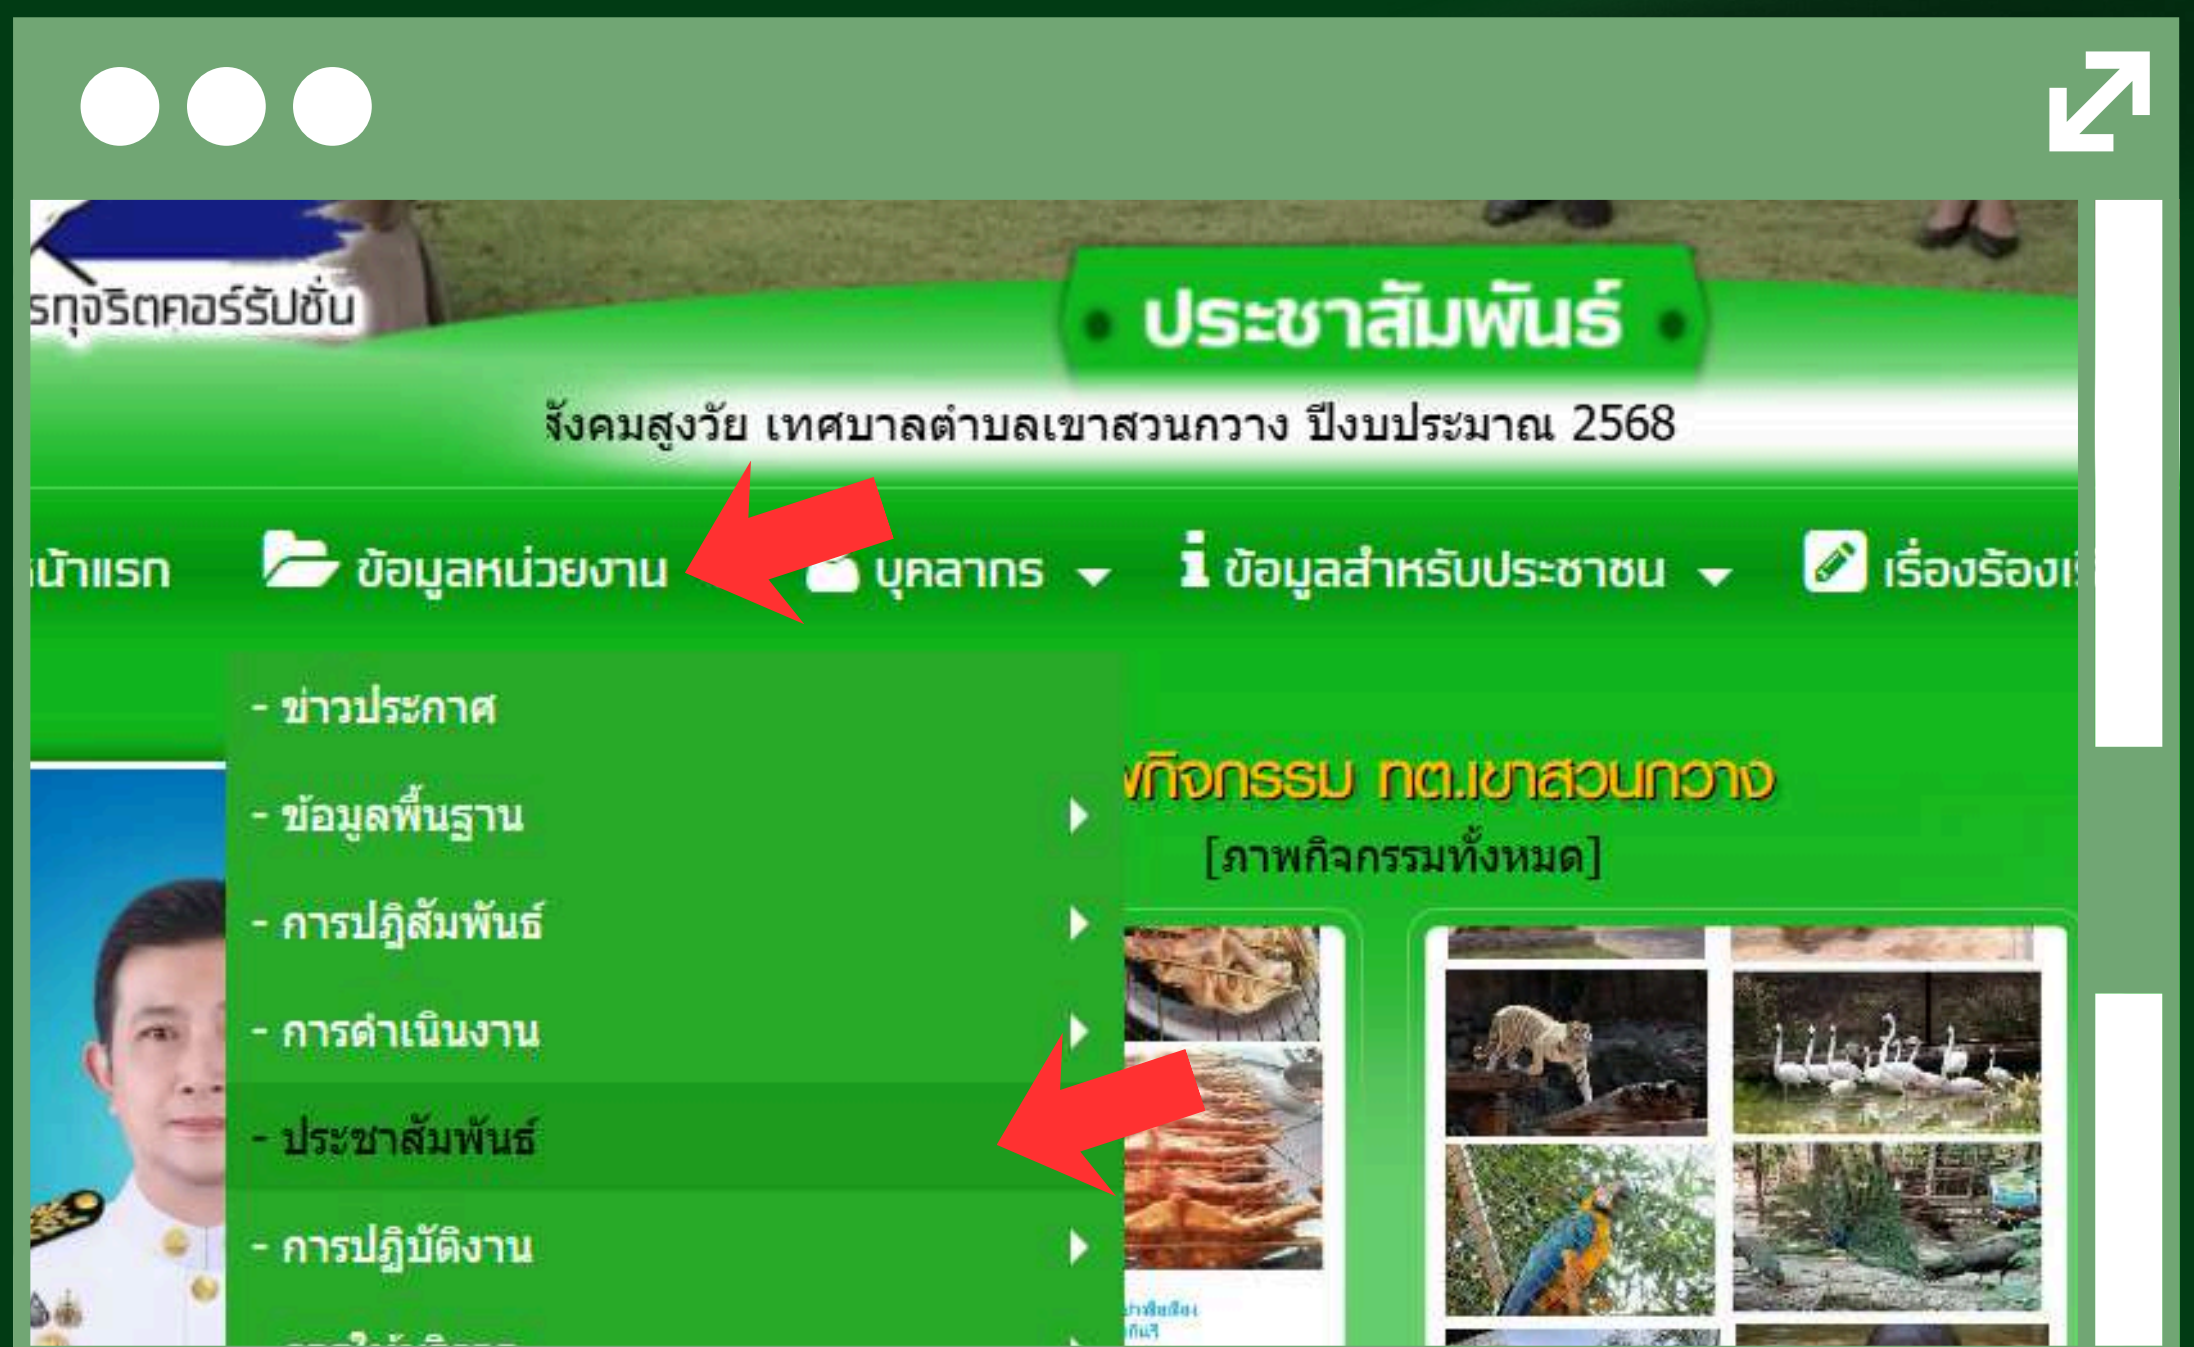 รทุจริตคอร์รัปชั่น
ประชาสัมพันธ์
สังคมสูงวัย เทศบาลตำบลเขาสวนกวาง ปีงบประมาณ 2568
หน้าแรก
ข้อมูลหน่วยงาน
บุคลากร
ข้อมูลสำหรับประชาชน
เรื่องร้องเ
- ข่าวประกาศ
- ข้อมูลพื้นฐาน
- การปฎิสัมพันธ์
- การดำเนินงาน
- ประชาสัมพันธ์
- การปฏิบัติงาน
กิจกรรม ทต.เขาสวนกวาง
[ภาพกิจกรรมทั้งหมด]